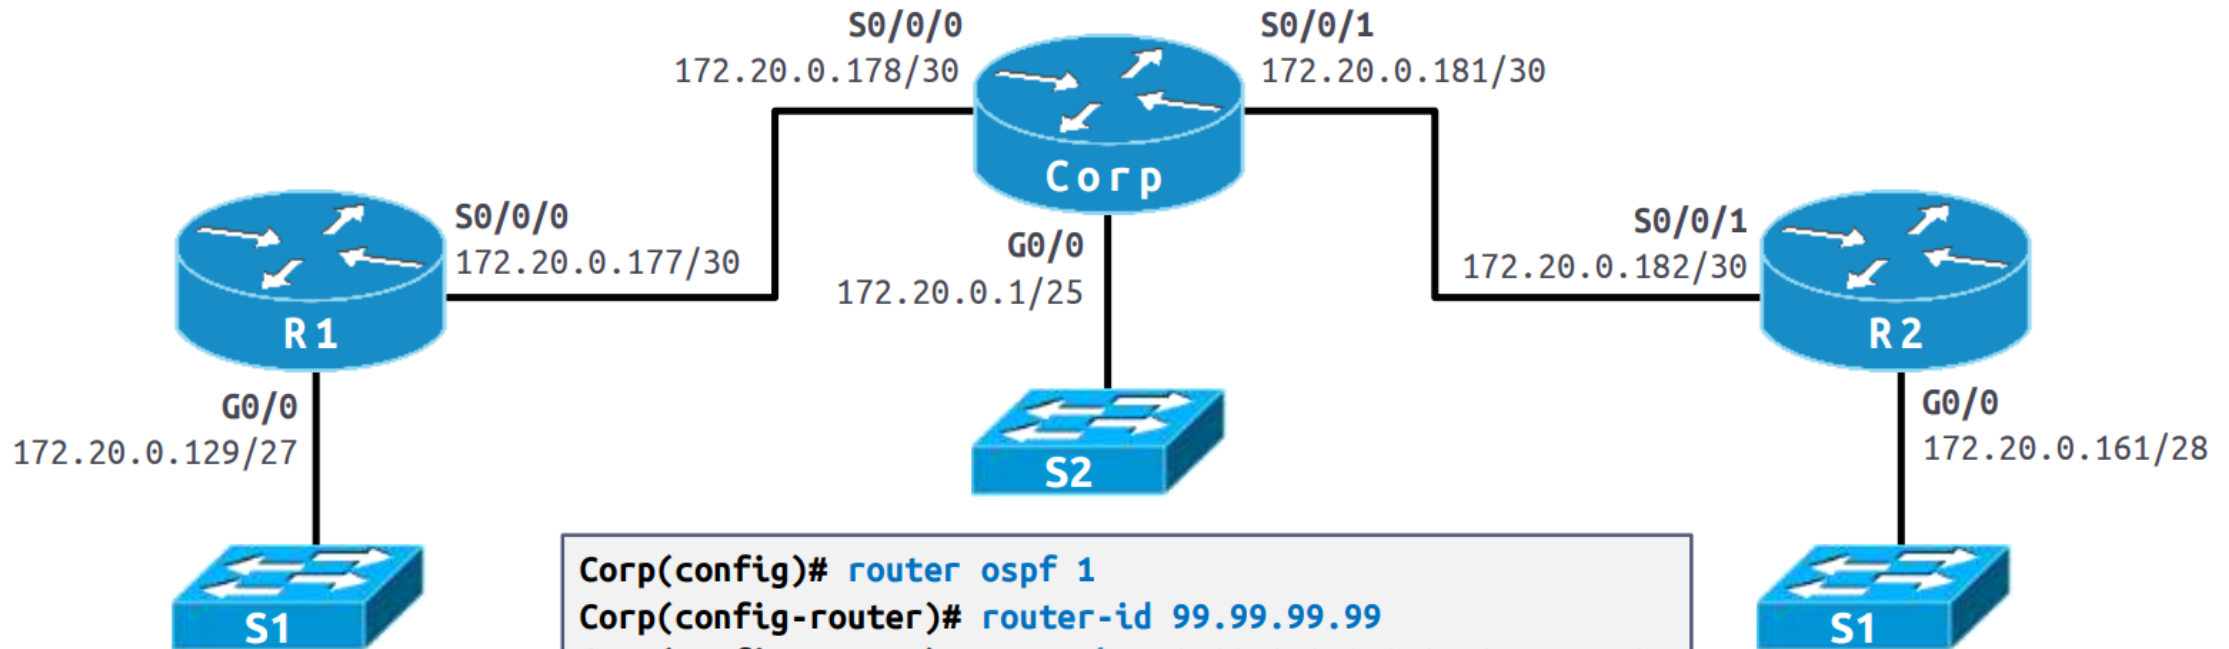 S0/0/0
172.20.0.178/30
S0/0/1
172.20.0.181/30
Corp
S0/0/0
172.20.0.177/30
G0/0
172.20.0.1/25
S0/0/1
172.20.0.182/30
R1
R2
G0/0
172.20.0.129/27
G0/0
172.20.0.161/28
S2
S1
S1
Corp(config)# router ospf 1
Corp(config-router)# router-id 99.99.99.99